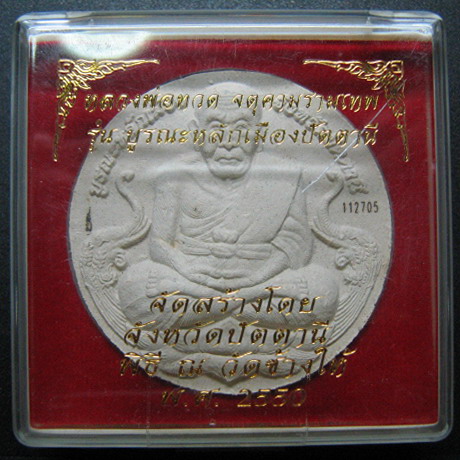 หลวงพ่อทวด จตุคามรามเทพ
รุ่น บูรณะหลักเมืองปัตตานี
112705
จัดสร้างโดย
จังหวัดปัตตานี
พิธี ณ วัดช้างให้
พ.ศ. 2550